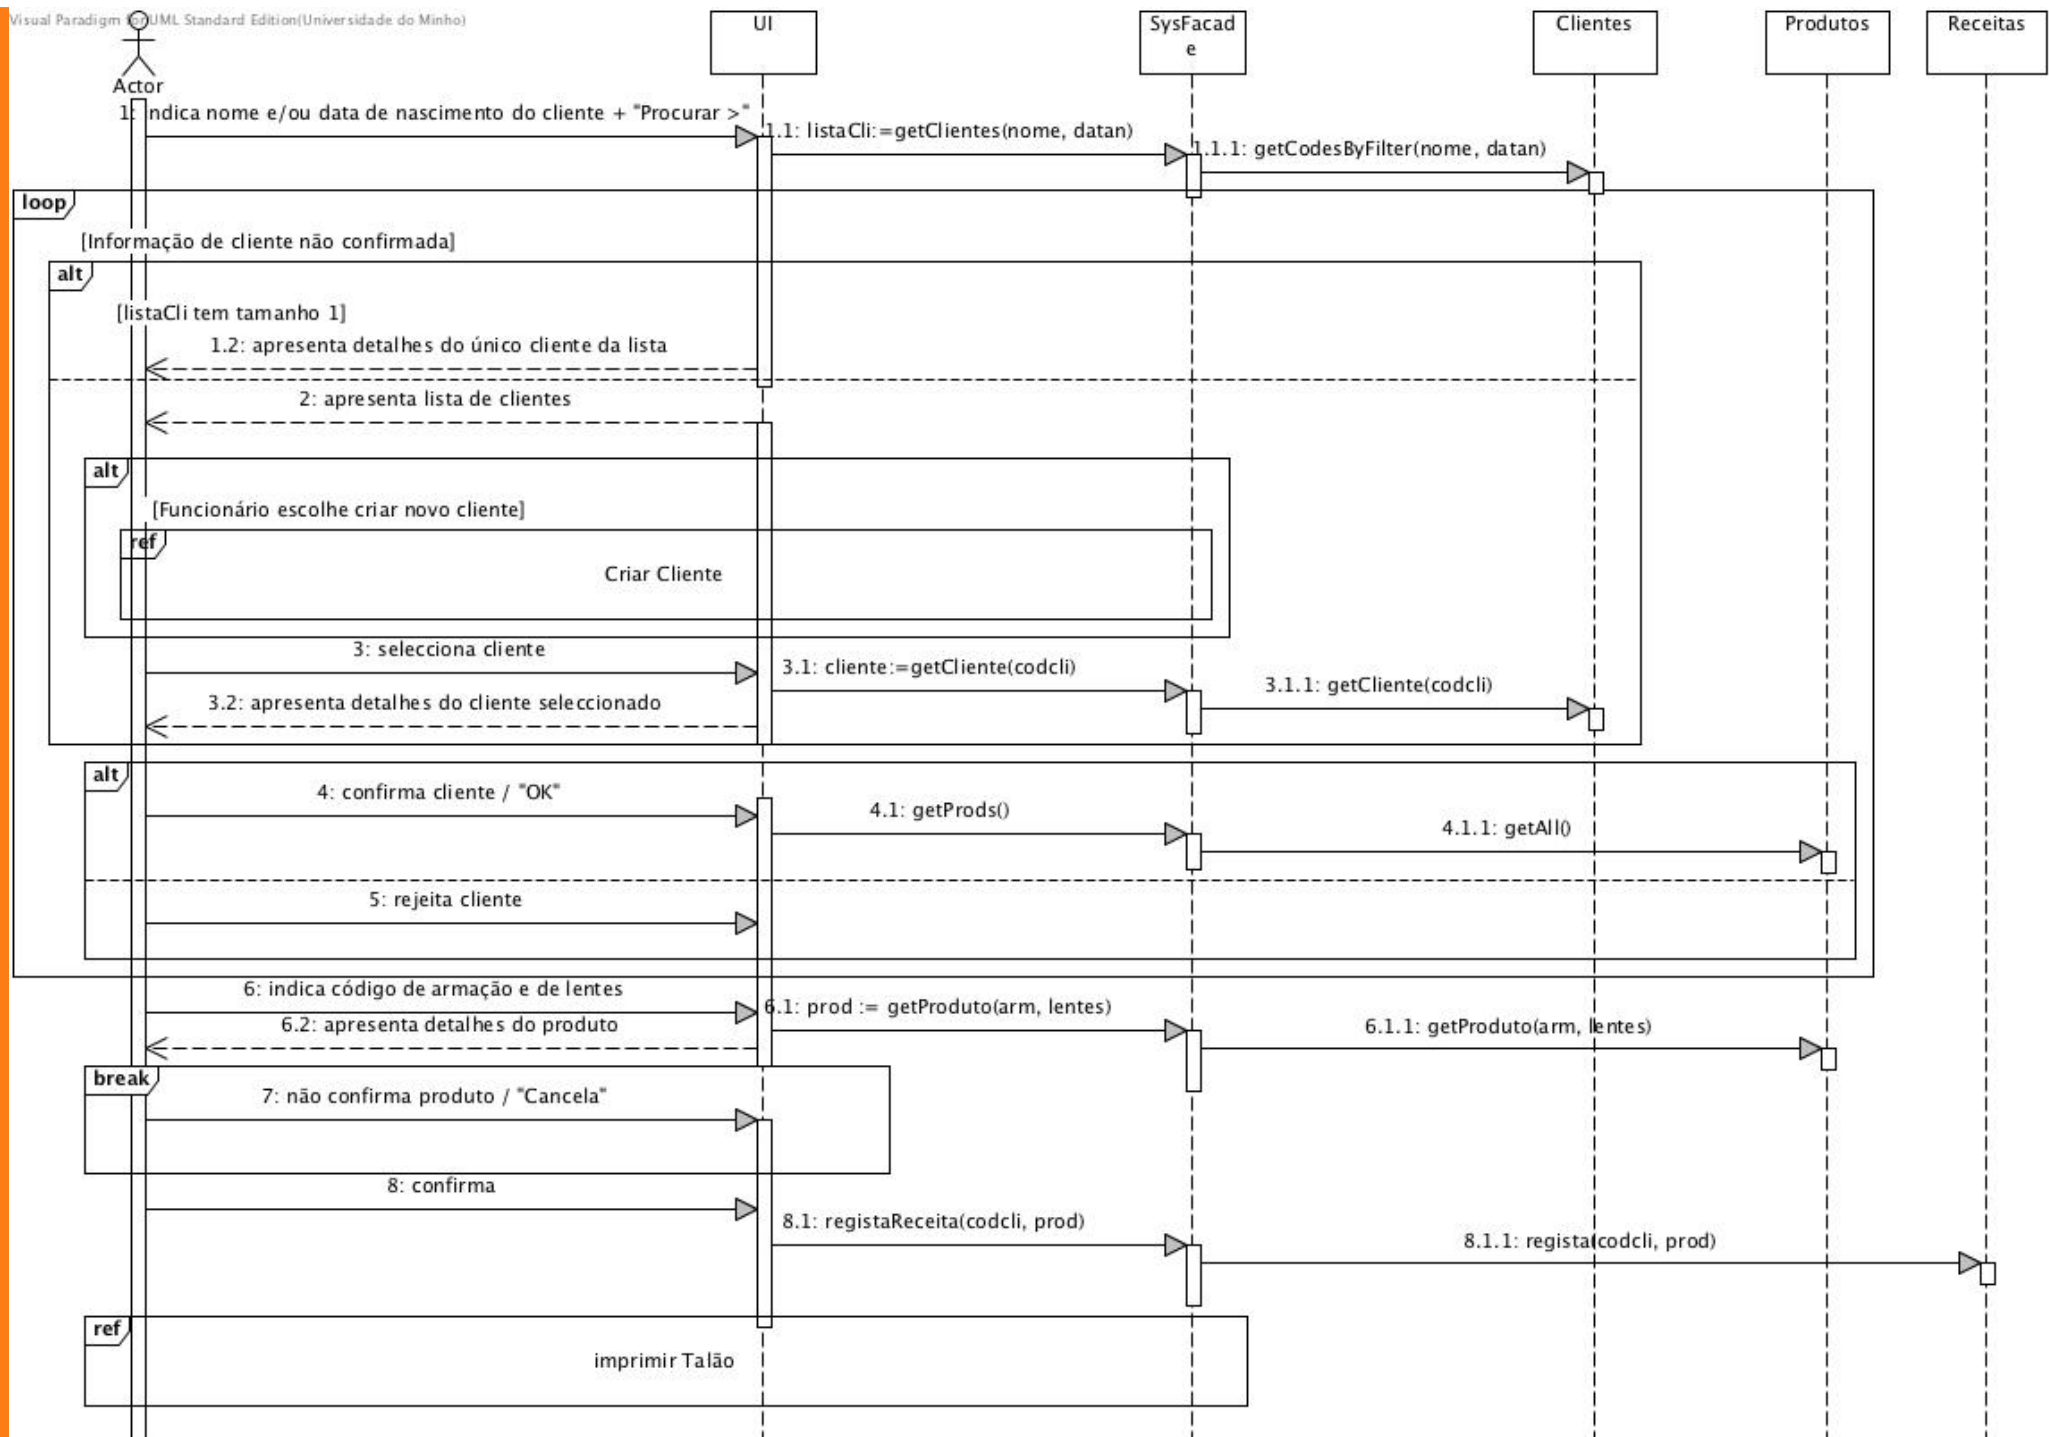 Visual Paradigm for UML Standard Edition(Universidade do Minho)
Actor
UI
SysFacad
e
Clientes
Produtos
Receitas
1: indica nome e/ou data de nascimento do cliente + "Procurar >"
1.1: listaCli:=getClientes(nome, datan)
1.1.1: getCodesByFilter(nome, datan)
loop
[Informação de cliente não confirmada]
alt
[listaCli tem tamanho 1]
1.2: apresenta detalhes do único cliente da lista
2: apresenta lista de clientes
alt
[Funcionário escolhe criar novo cliente]
ref
Criar Cliente
3: selecciona cliente
3.1: cliente:=getCliente(codcli)
3.1.1: getCliente(codcli)
3.2: apresenta detalhes do cliente seleccionado
alt
4: confirma cliente / "OK"
4.1: getProds()
4.1.1: getAll()
5: rejeita cliente
6: indica código de armação e de lentes
6.1: prod := getProduto(arm, lentes)
6.2: apresenta detalhes do produto
6.1.1: getProduto(arm, lentes)
break
7: não confirma produto / "Cancela"
8: confirma
8.1: registaReceita(codcli, prod)
8.1.1: regista(codcli, prod)
ref
imprimir Talão